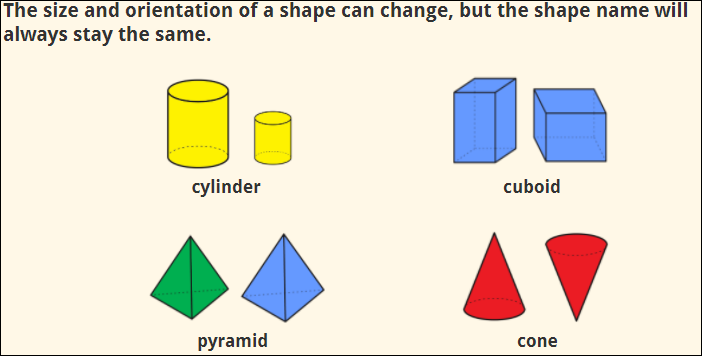 The size and orientation of a shape can change, but the shape name will
always stay the same.
cylinder
cuboid
pyramid
cone